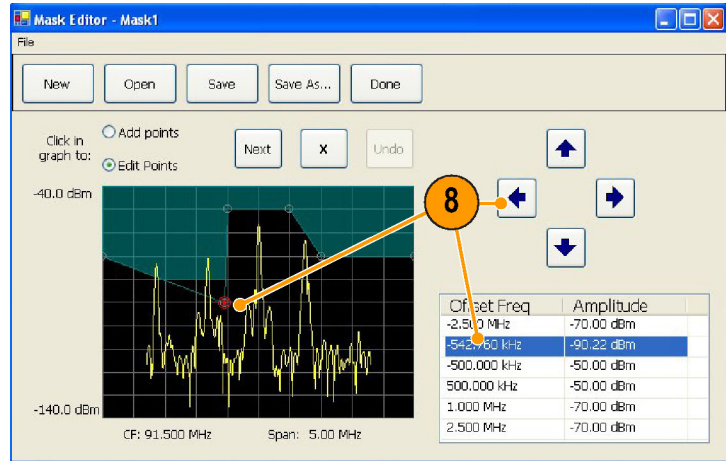 Mask Editor - Mask1
File
New Open Save Save As... Done
Click in graph to:
Add points
Edit Points
Next X Undo
-40.0 dBm
-140.0 dBm
CF: 91.500 MHz Span: 5.00 MHz
8
Offset Freq Amplitude
-2.500 MHz -70.00 dBm
-542.760 kHz -90.22 dBm
-500.000 kHz -50.00 dBm
500.000 kHz -50.00 dBm
1.000 MHz -70.00 dBm
2.500 MHz -70.00 dBm